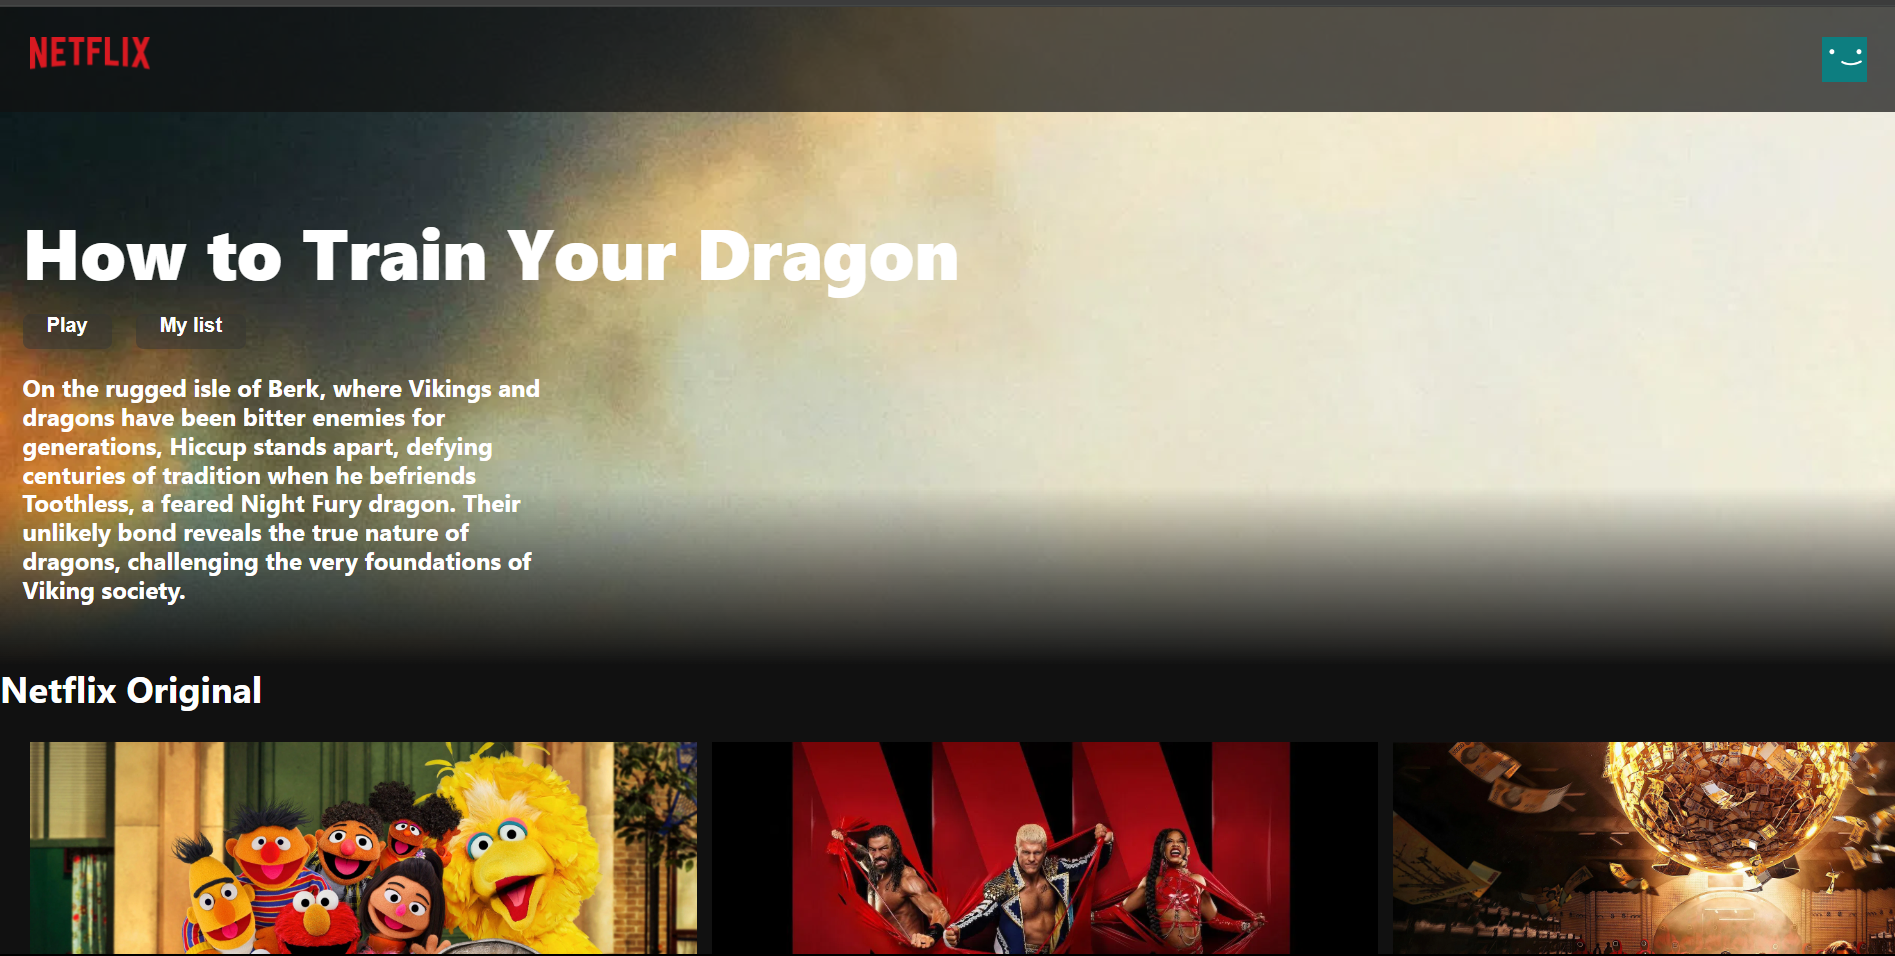 NETFLIX
How to Train Your Dragon
Play
My list
On the rugged isle of Berk, where Vikings and
dragons have been bitter enemies for
generations, Hiccup stands apart, defying
centuries of tradition when he befriends
Toothless, a feared Night Fury dragon. Their
unlikely bond reveals the true nature of
dragons, challenging the very foundations of
Viking society.
Netflix Original